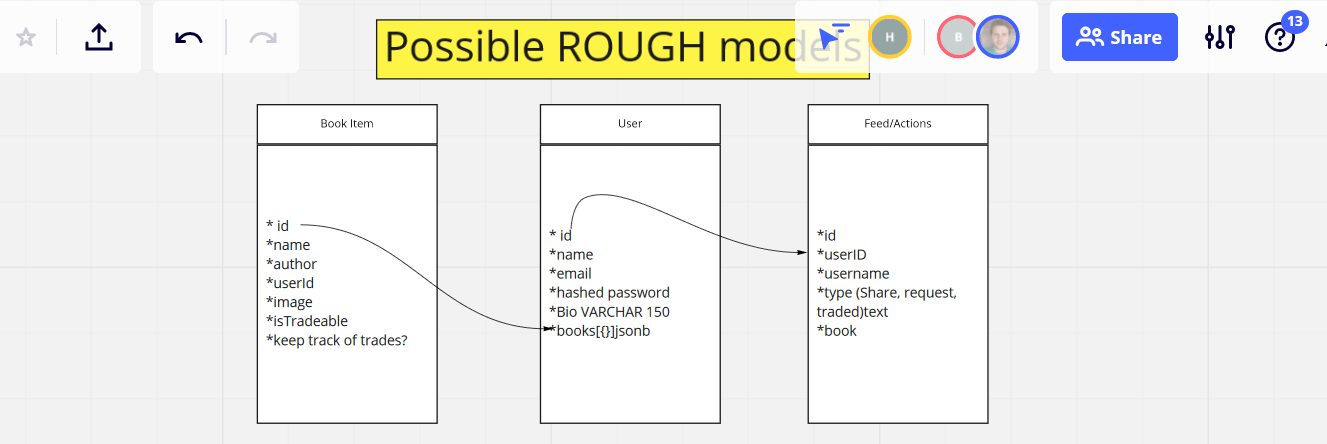 13
Possible ROUGH models
H
B
Share
Book Item
* id
*name
*author
*userId
*image
*isTradeable
*keep track of trades?
User
* id
*name
*email
*hashed password
*Bio VARCHAR 150
*books[{}]jsonb
Feed/Actions
*id
*userID
*username
*type (Share, request,
traded)text
*book